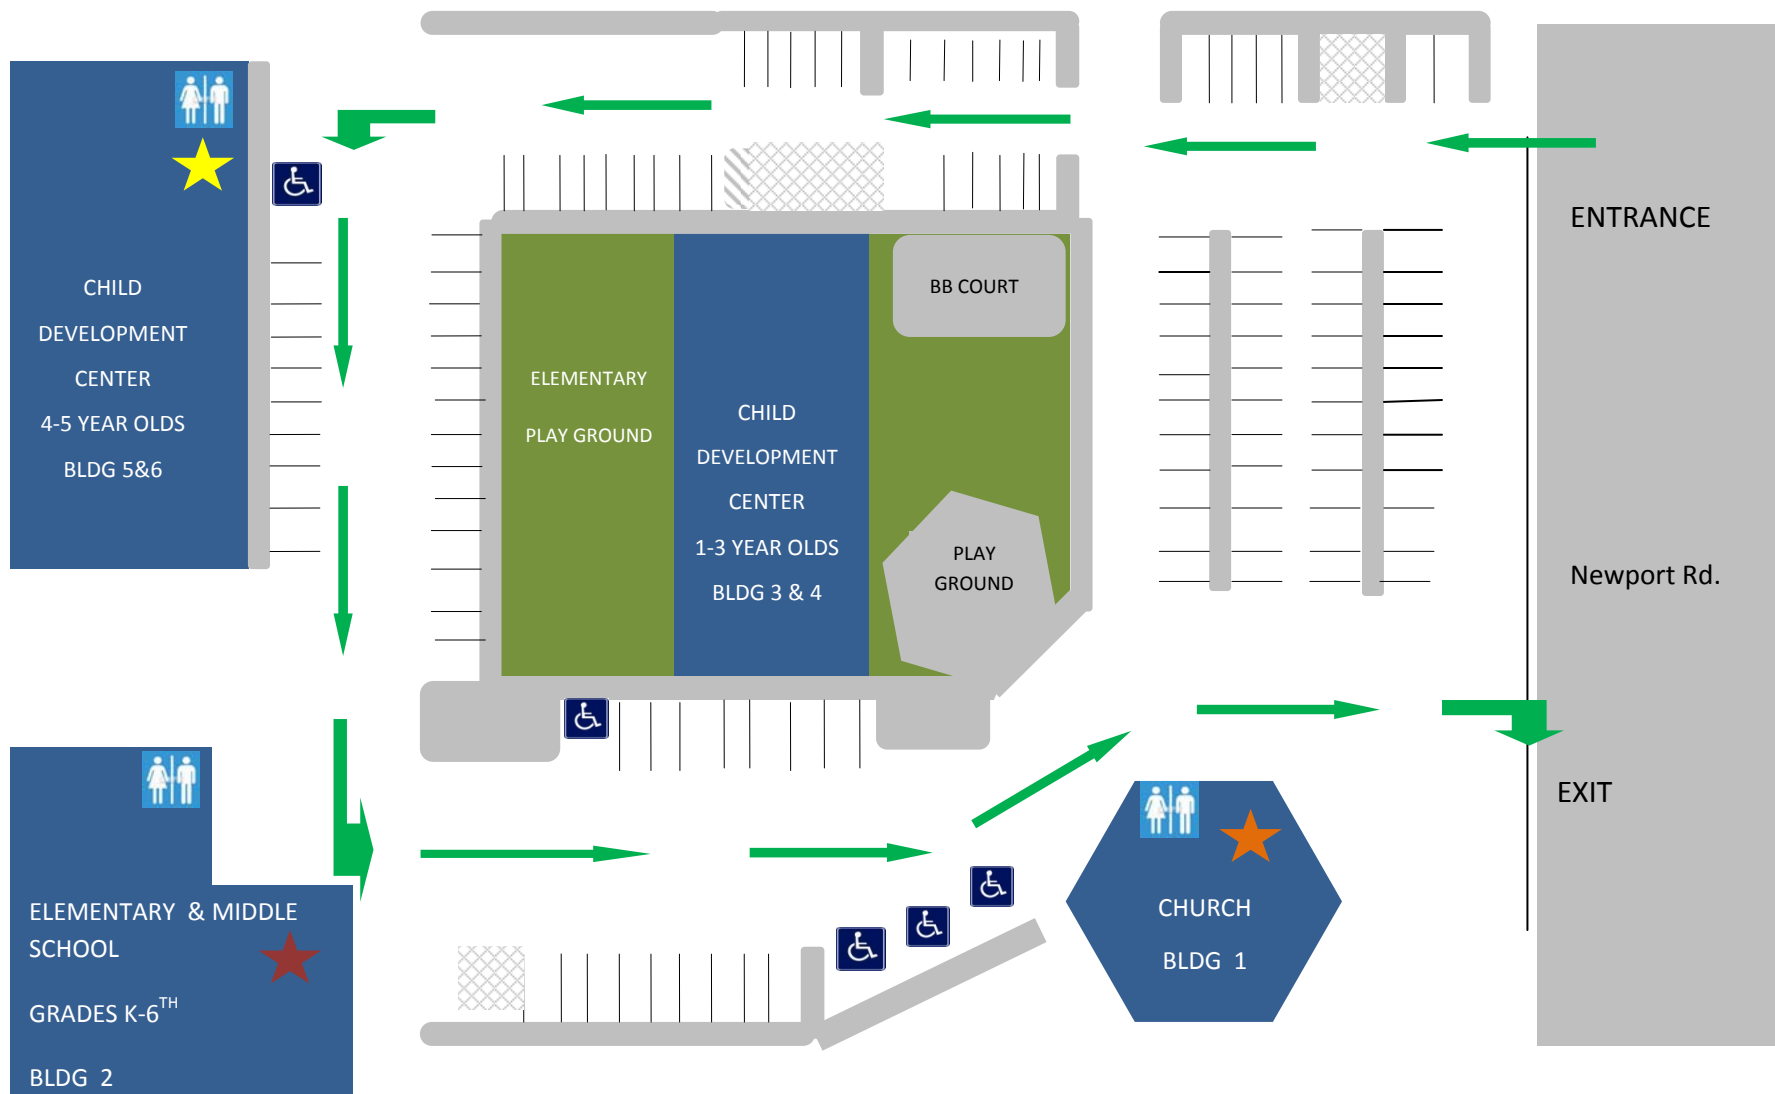 ENTRANCE
CHILD
DEVELOPMENT
CENTER
4-5 YEAR OLDS
BLDG 5&6
ELEMENTARY
PLAY GROUND
CHILD
DEVELOPMENT
CENTER
1-3 YEAR OLDS
BLDG 3 & 4
BB COURT
PLAY
GROUND
Newport Rd.
EXIT
ELEMENTARY & MIDDLE
SCHOOL
GRADES K-6TH
BLDG 2
CHURCH
BLDG 1